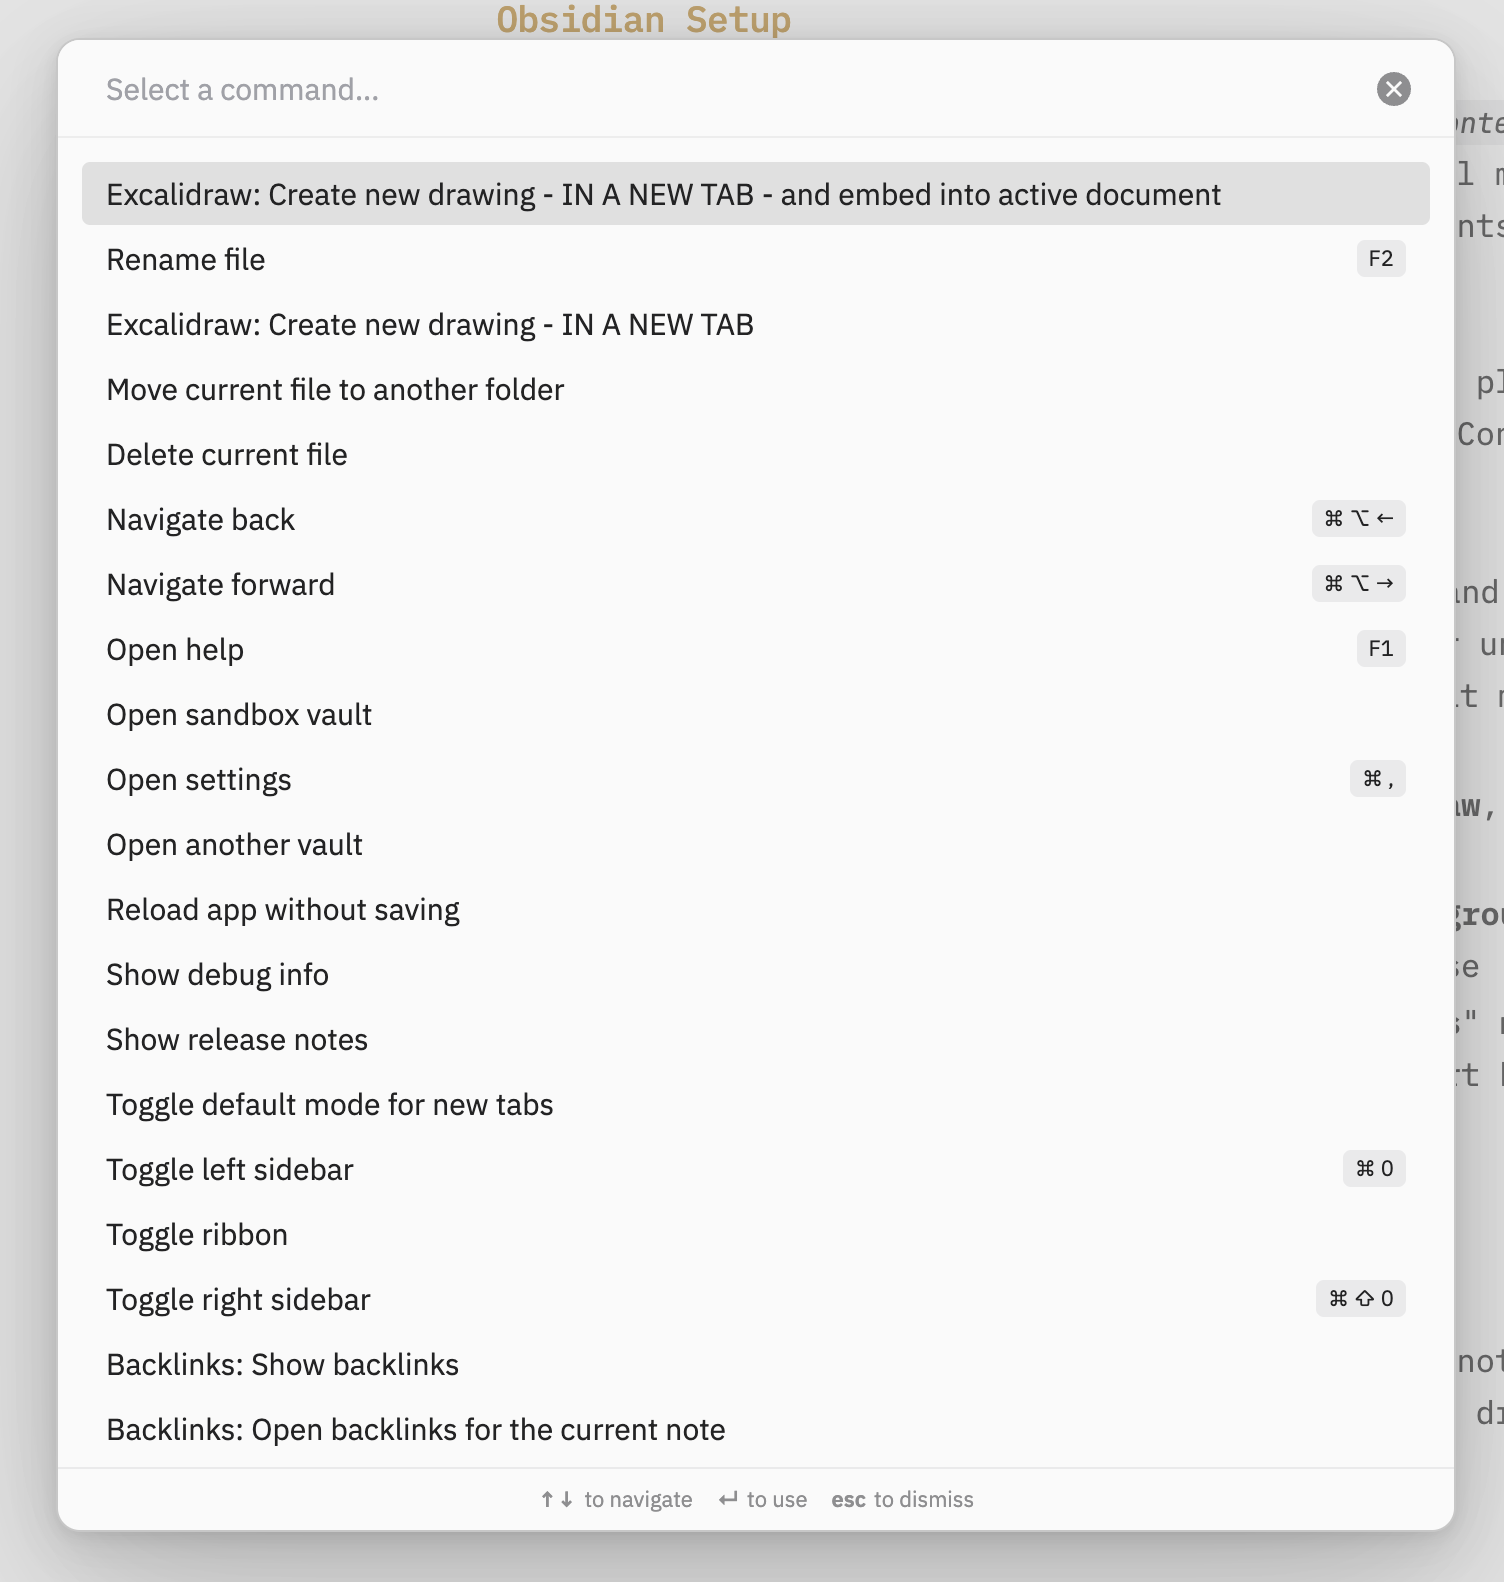 Obsidian Setup
Select a command...
Excalidraw: Create new drawing - IN A NEW TAB - and embed into active document
Rename file F2
Excalidraw: Create new drawing - IN A NEW TAB
Move current file to another folder
Delete current file
Navigate back ⌘ ⌥ ←
Navigate forward ⌘ ⌥ →
Open help F1
Open sandbox vault
Open settings ⌘ ,
Open another vault
Reload app without saving
Show debug info
Show release notes
Toggle default mode for new tabs
Toggle left sidebar ⌘ 0
Toggle ribbon
Toggle right sidebar ⌘ ⇧ 0
Backlinks: Show backlinks
Backlinks: Open backlinks for the current note
↑ ↓ to navigate ↵ to use esc to dismiss